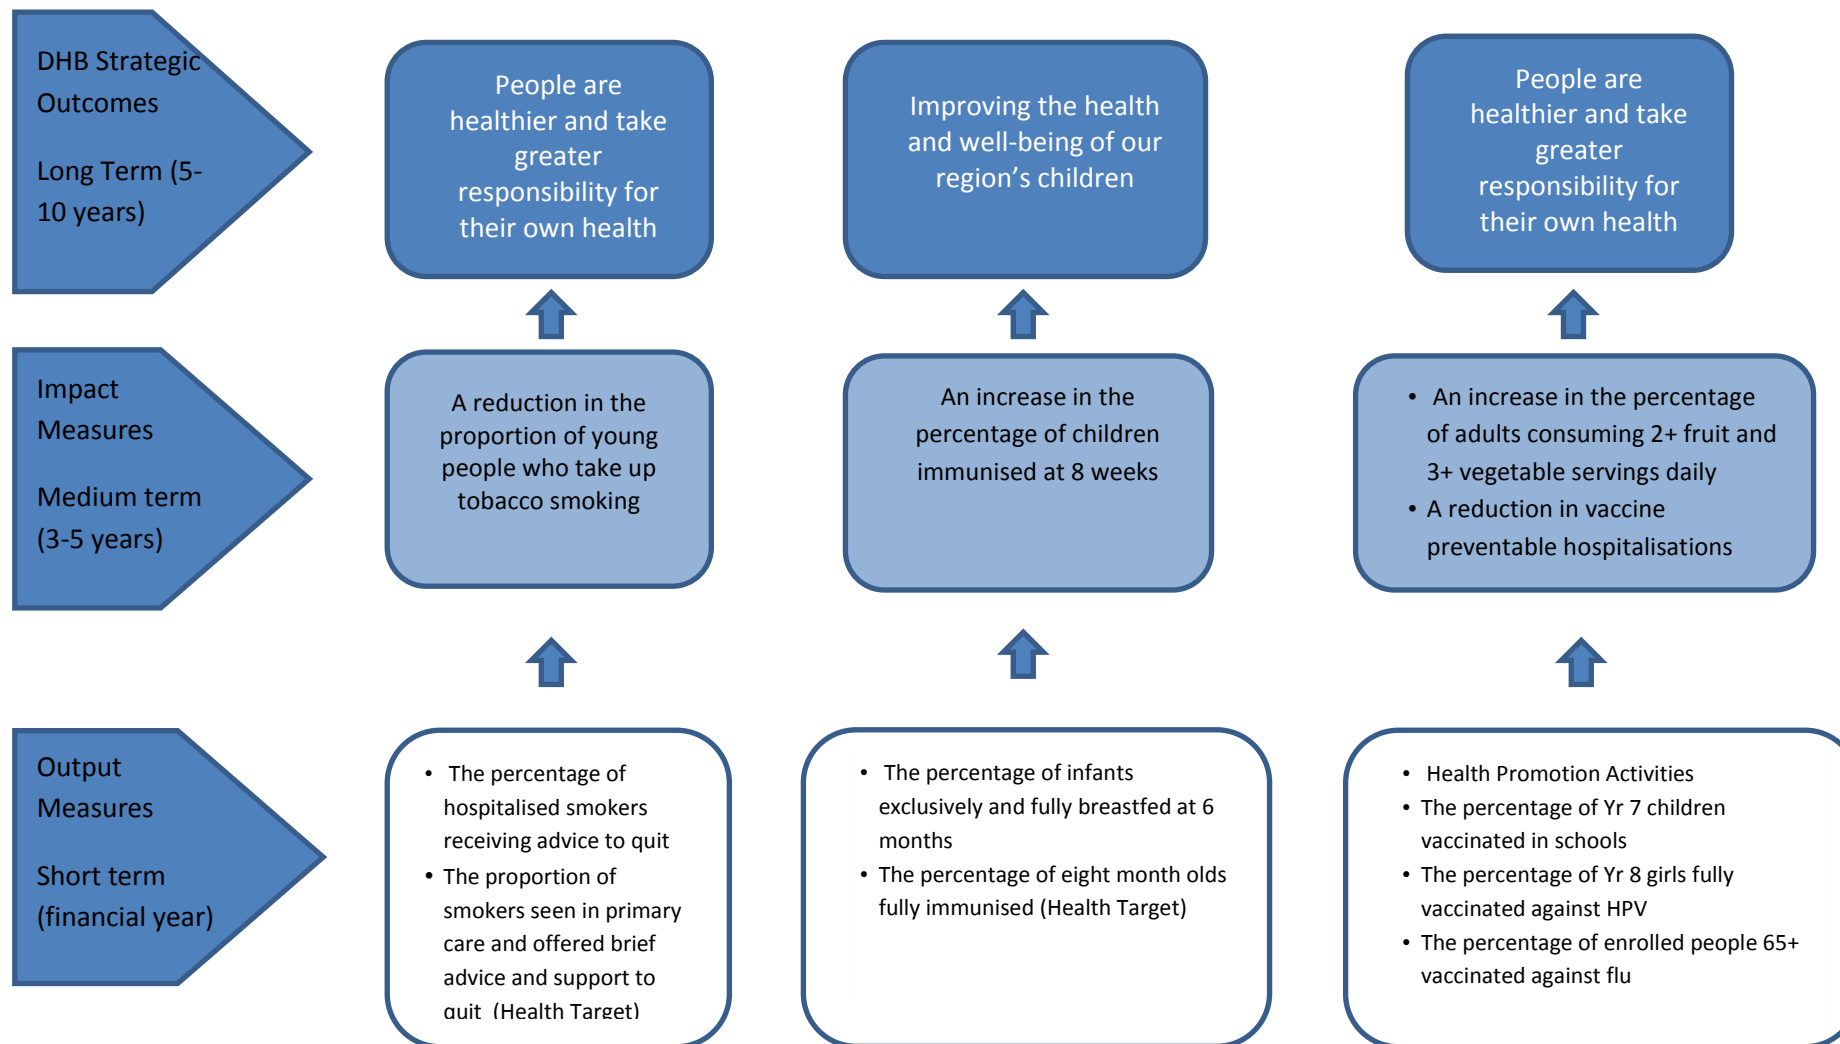 DHB Strategic
Outcomes
Long Term (5-
10 years)
People are
healthier and take
greater
responsibility for
their own health
Improving the health
and well-being of our
region’s children
People are
healthier and take
greater
responsibility for
their own health
Impact
Measures
Medium term
(3-5 years)
A reduction in the
proportion of young
people who take up
tobacco smoking
An increase in the
percentage of children
immunised at 8 weeks
• An increase in the percentage
of adults consuming 2+ fruit and
3+ vegetable servings daily
• A reduction in vaccine
preventable hospitalisations
Output
Measures
Short term
(financial year)
• The percentage of
hospitalised smokers
receiving advice to quit
• The proportion of
smokers seen in primary
care and offered brief
advice and support to
quit (Health Target)
• The percentage of infants
exclusively and fully breastfed at 6
months
• The percentage of eight month olds
fully immunised (Health Target)
• Health Promotion Activities
• The percentage of Yr 7 children
vaccinated in schools
• The percentage of Yr 8 girls fully
vaccinated against HPV
• The percentage of enrolled people 65+
vaccinated against flu